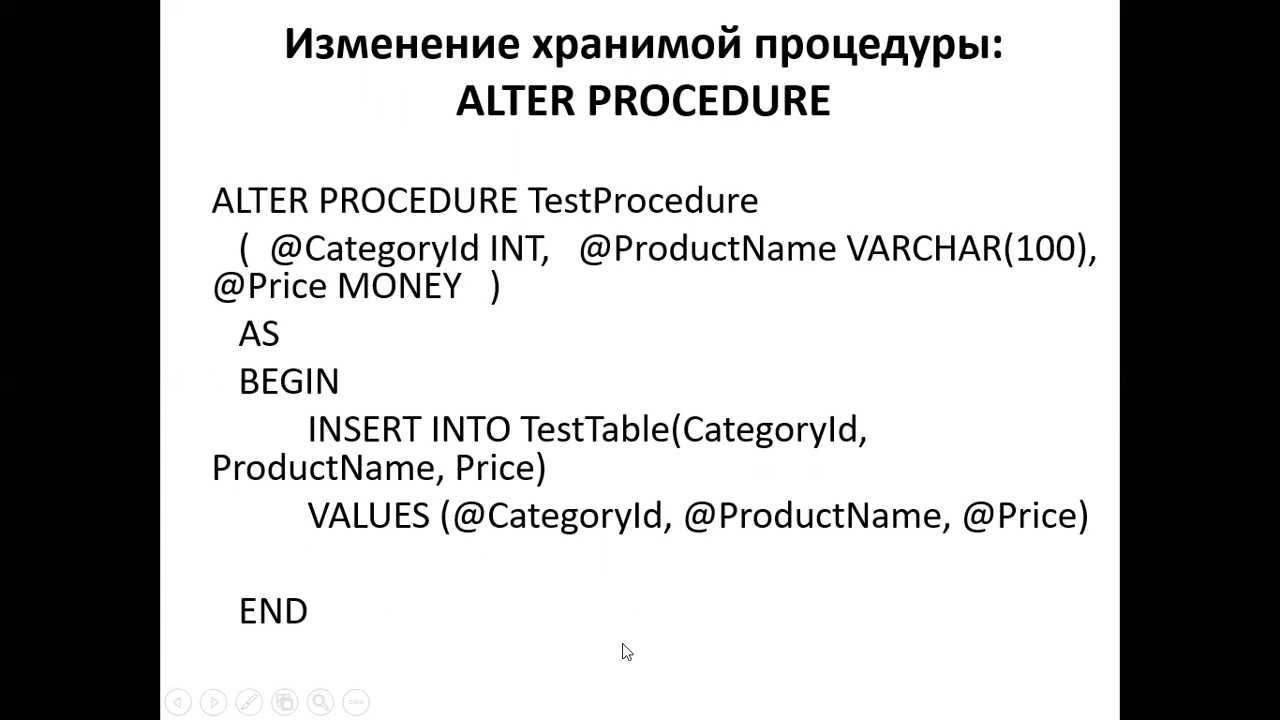 Изменение хранимой процедуры:
ALTER PROCEDURE
ALTER PROCEDURE TestProcedure
( @CategoryId INT, @ProductName VARCHAR(100),
@Price MONEY )
AS
BEGIN
INSERT INTO TestTable(CategoryId,
ProductName, Price)
VALUES (@CategoryId, @ProductName, @Price)
END